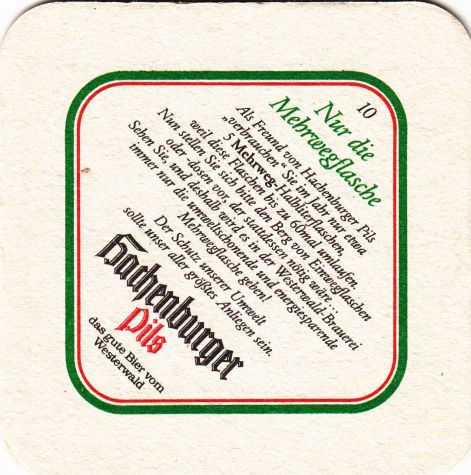 10
Nur die
Mehrwegflasche
Als Freund von Hachenburger Pils
„verbrauchen" Sie im Jahr nur etwa
5 Mehrweg-Halbliterflaschen,
weil diese Flaschen bis zu 60mal umlaufen.
Nun stellen Sie sich bitte den Berg von Einwegflaschen
oder -dosen vor, der stattdessen nötig wäre...
Sehen Sie, und deshalb wird es in der Westerwald-Brauerei
immer nur die umweltschonende und energiesparende
Mehrwegflasche geben!
Der Schutz unserer Umwelt
sollte unser aller größtes Anliegen sein.
Hachenburger
Pils
das gute Bier vom
Westerwald